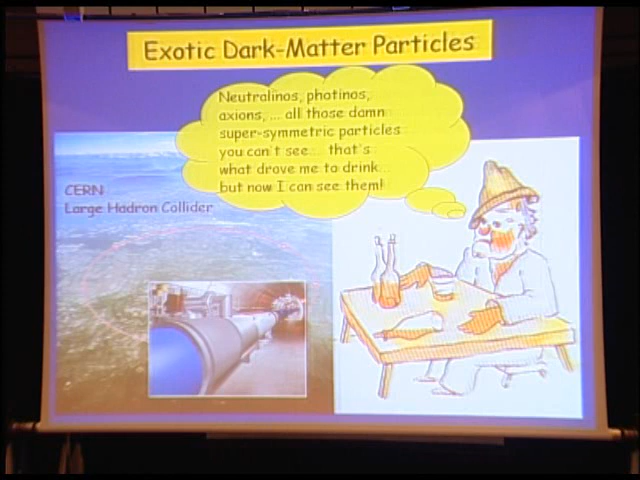 Exotic Dark-Matter Particles
Neutralinos, photinos,
axions, ... all those damn
super-symmetric particles
you can't see... that's
what drove me to drink...
but now I can see them!
CERN
Large Hadron Collider